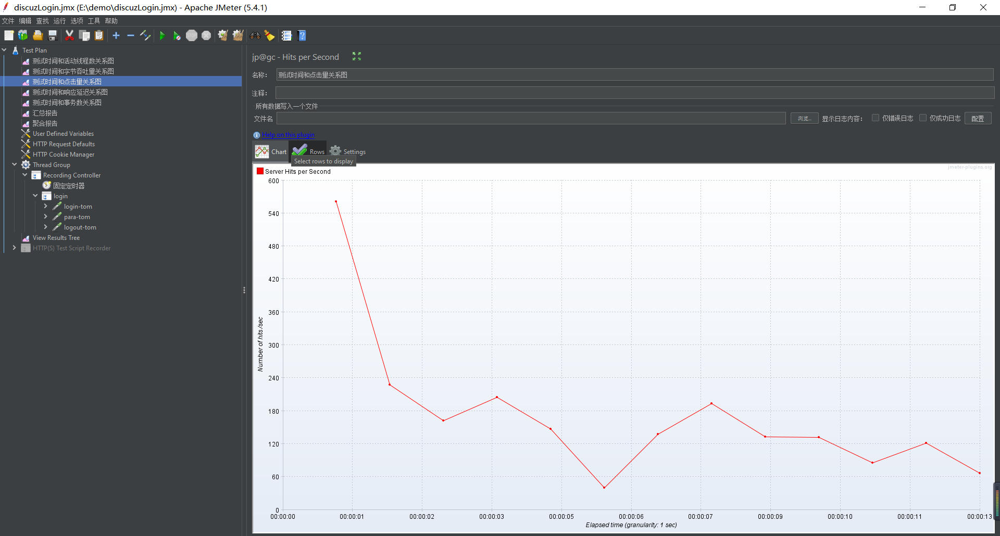 discuzLogin.jmx (E:\demo\discuzLogin.jmx) - Apache JMeter (5.4.1)
文件 编辑 查找 运行 选项 工具 帮助
Test Plan
测试时间和活动线程数关系图
测试时间和字节吞吐量关系图
测试时间和点击量关系图
测试时间和响应延迟关系图
测试时间和事务数关系图
汇总报告
聚合报告
User Defined Variables
HTTP Request Defaults
HTTP Cookie Manager
Thread Group
Recording Controller
固定定时器
login
login-tom
para-tom
logout-tom
View Results Tree
HTTP(S) Test Script Recorder
jp@gc - Hits per Second
名称： 测试时间和点击量关系图
注释：
所有数据写入一个文件
文件名 浏览... 显示日志内容： 仅错误日志 仅成功日志 配置
Help on this plugin
Chart Rows Settings
Select rows to display
Server Hits per Second
jmeter-plugins.org
600
540
480
420
360
300
240
180
120
60
0
Number of hits /sec
00:00:00 00:00:01 00:00:02 00:00:03 00:00:05 00:00:06 00:00:07 00:00:09 00:00:10 00:00:11 00:00:13
Elapsed time (granularity: 1 sec)